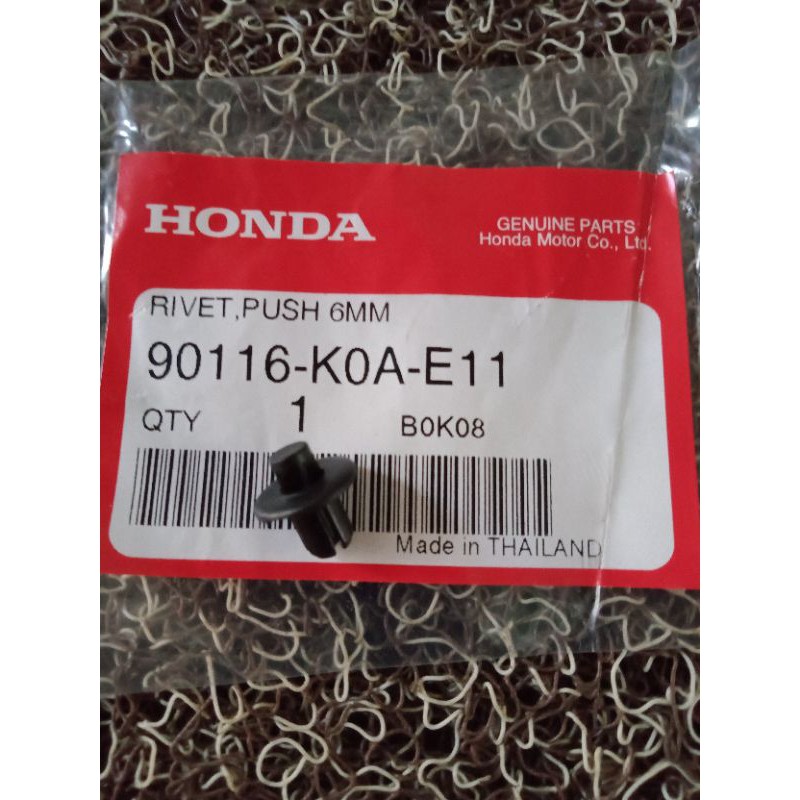 HONDA
GENUINE PARTS
Honda Motor Co., Ltd.
RIVET,PUSH 6MM
90116-K0A-E11
QTY 1 B0K08
Made in THAILAND